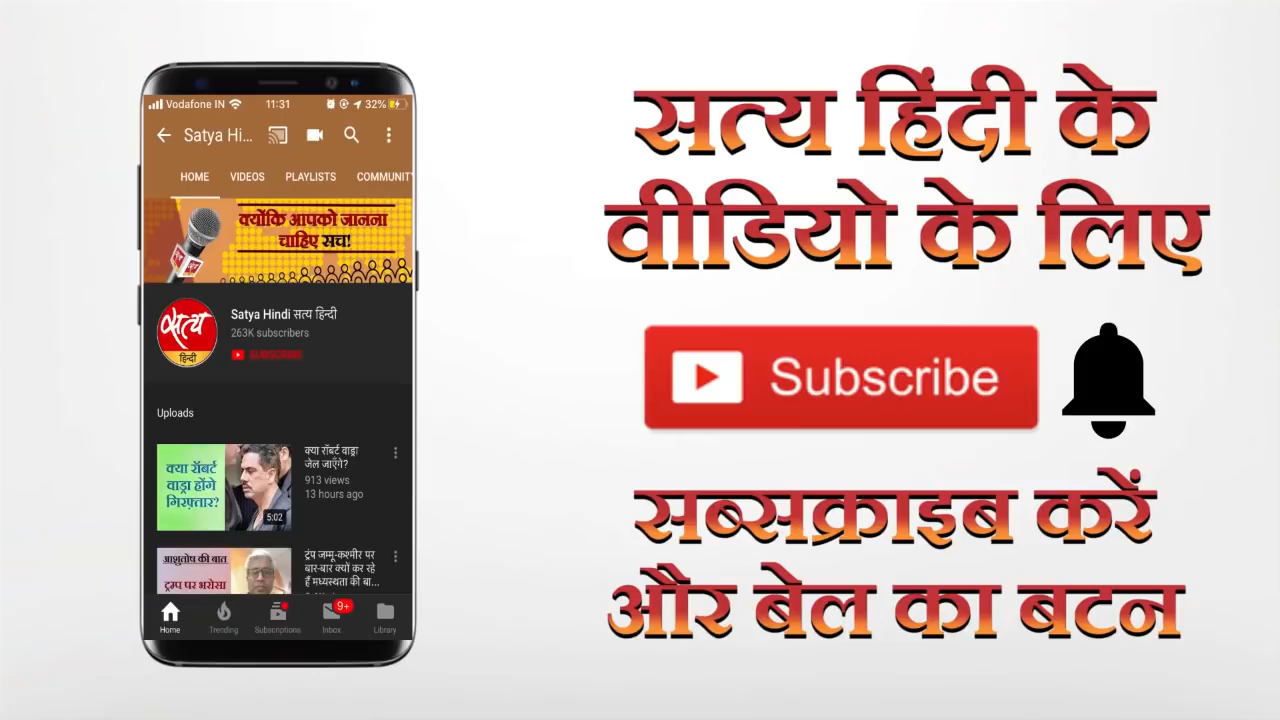 Vodafone IN 11:31 32%
Satya Hi...
HOME VIDEOS PLAYLISTS COMMUNIT
क्योंकि आपको जानना
चाहिए सच!
सत्य
हिन्दी
Satya Hindi सत्य हिन्दी
263K subscribers
SUBSCRIBE
Uploads
क्या रॉबर्ट
वाड्रा होंगे
गिरफ़्तार?
5:02
क्या रॉबर्ट वाड्रा
जेल जाएँगे?
913 views
13 hours ago
आशुतोष की बात
ट्रम्प पर भरोसा
ट्रंप जम्मू-कश्मीर पर
बार-बार क्यों कर रहे
हैं मध्यस्थता की बा...
9+
Home Trending Subscriptions Inbox Library
सत्य हिंदी के
वीडियो के लिए
Subscribe
सब्सक्राइब करें
और बेल का बटन